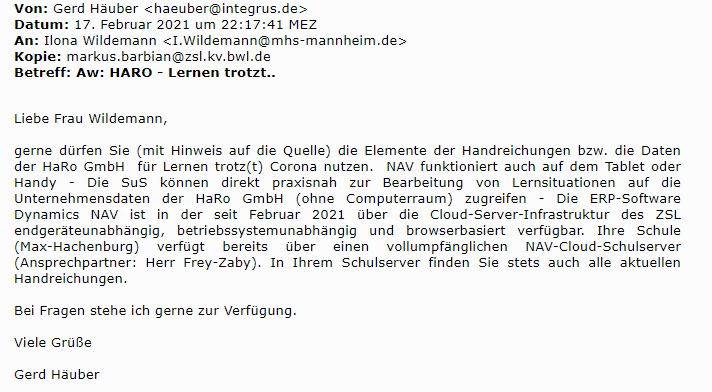 Von: Gerd Häuber <haeuber@integrus.de>
Datum: 17. Februar 2021 um 22:17:41 MEZ
An: Ilona Wildemann <I.Wildemann@mhs-mannheim.de>
Kopie: markus.barbian@zsl.kv.bwl.de
Betreff: Aw: HARO - Lernen trotzt..
Liebe Frau Wildemann,
gerne dürfen Sie (mit Hinweis auf die Quelle) die Elemente der Handreichungen bzw. die Daten
der HaRo GmbH für Lernen trotz(t) Corona nutzen. NAV funktioniert auch auf dem Tablet oder
Handy - Die SuS können direkt praxisnah zur Bearbeitung von Lernsituationen auf die
Unternehmensdaten der HaRo GmbH (ohne Computerraum) zugreifen - Die ERP-Software
Dynamics NAV ist in der seit Februar 2021 über die Cloud-Server-Infrastruktur des ZSL
endgeräteunabhängig, betriebssystemunabhängig und browserbasiert verfügbar. Ihre Schule
(Max-Hachenburg) verfügt bereits über einen vollumpfänglichen NAV-Cloud-Schulserver
(Ansprechpartner: Herr Frey-Zaby). In Ihrem Schulserver finden Sie stets auch alle aktuellen
Handreichungen.
Bei Fragen stehe ich gerne zur Verfügung.
Viele Grüße
Gerd Häuber